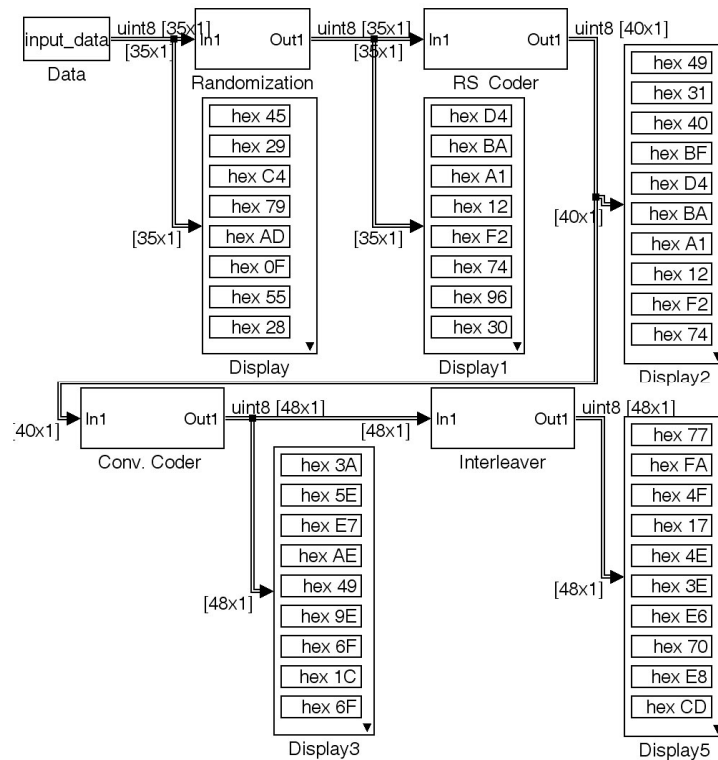 input_data
Data
uint8 [35x1]
[35x1]
In1
Out1
Randomization
uint8 [35x1]
[35x1]
In1
Out1
RS Coder
uint8 [40x1]
hex 45
hex 29
hex C4
hex 79
hex AD
hex 0F
hex 55
hex 28
[35x1]
Display
hex D4
hex BA
hex A1
hex 12
hex F2
hex 74
hex 96
hex 30
[35x1]
Display1
hex 49
hex 31
hex 40
hex BF
hex D4
hex BA
hex A1
hex 12
hex F2
hex 74
[40x1]
Display2
[40x1]
In1
Out1
Conv. Coder
uint8 [48x1]
[48x1]
In1
Out1
Interleaver
uint8 [48x1]
hex 3A
hex 5E
hex E7
hex AE
hex 49
hex 9E
hex 6F
hex 1C
hex 6F
[48x1]
Display3
hex 77
hex FA
hex 4F
hex 17
hex 4E
hex 3E
hex E6
hex 70
hex E8
hex CD
[48x1]
Display5